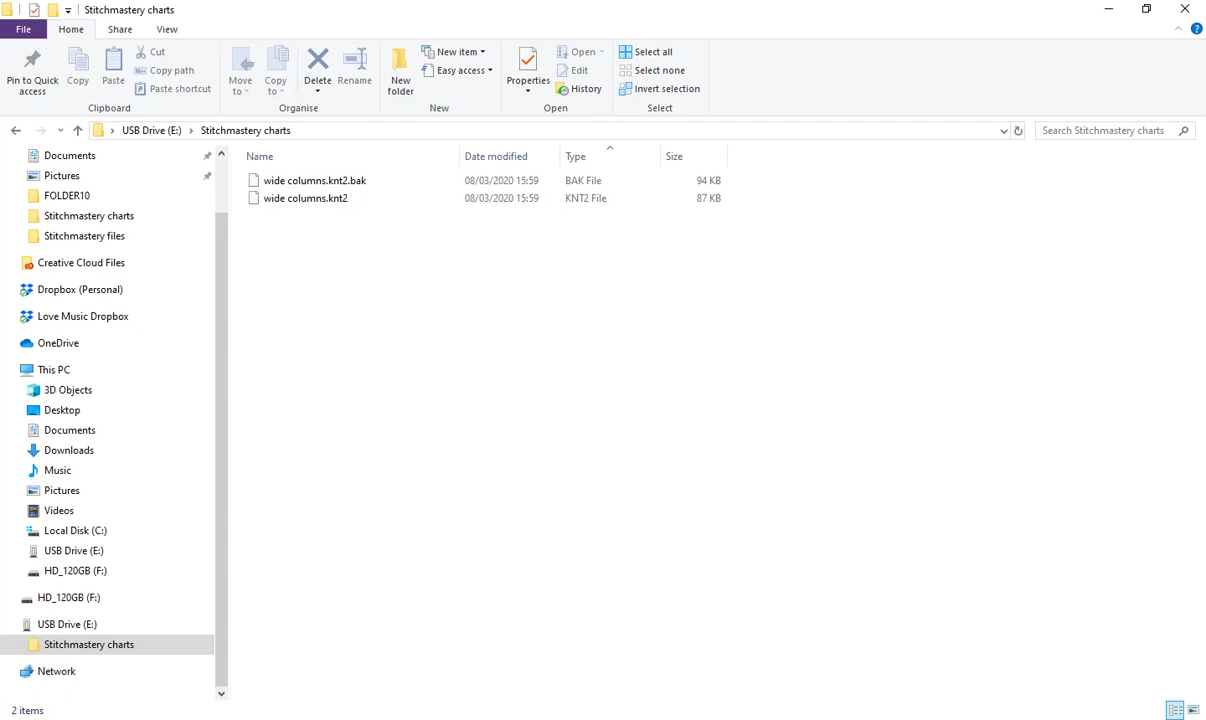 Stitchmastery charts
File Home Share View
Pin to Quick access
Copy
Paste
Cut
Copy path
Paste shortcut
Clipboard
Move to
Copy to
Delete
Rename
Organise
New folder
New item
Easy access
New
Properties
Open
Edit
History
Open
Select all
Select none
Invert selection
Select
USB Drive (E:) Stitchmastery charts
Search Stitchmastery charts
Documents
Pictures
FOLDER10
Stitchmastery charts
Stitchmastery files
Creative Cloud Files
Dropbox (Personal)
Love Music Dropbox
OneDrive
This PC
3D Objects
Desktop
Documents
Downloads
Music
Pictures
Videos
Local Disk (C:)
USB Drive (E:)
HD_120GB (F:)
HD_120GB (F:)
USB Drive (E:)
Stitchmastery charts
Network
Name Date modified Type Size
wide columns.knt2.bak 08/03/2020 15:59 BAK File 94 KB
wide columns.knt2 08/03/2020 15:59 KNT2 File 87 KB
2 items